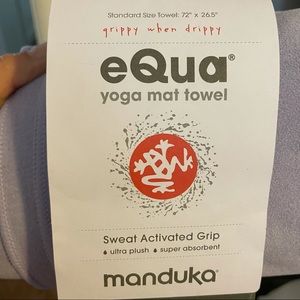 Standard Size Towel: 72" x 26.5"
grippy when drippy
eQua®
yoga mat towel
Sweat Activated Grip
ultra plush super absorbent
manduka®